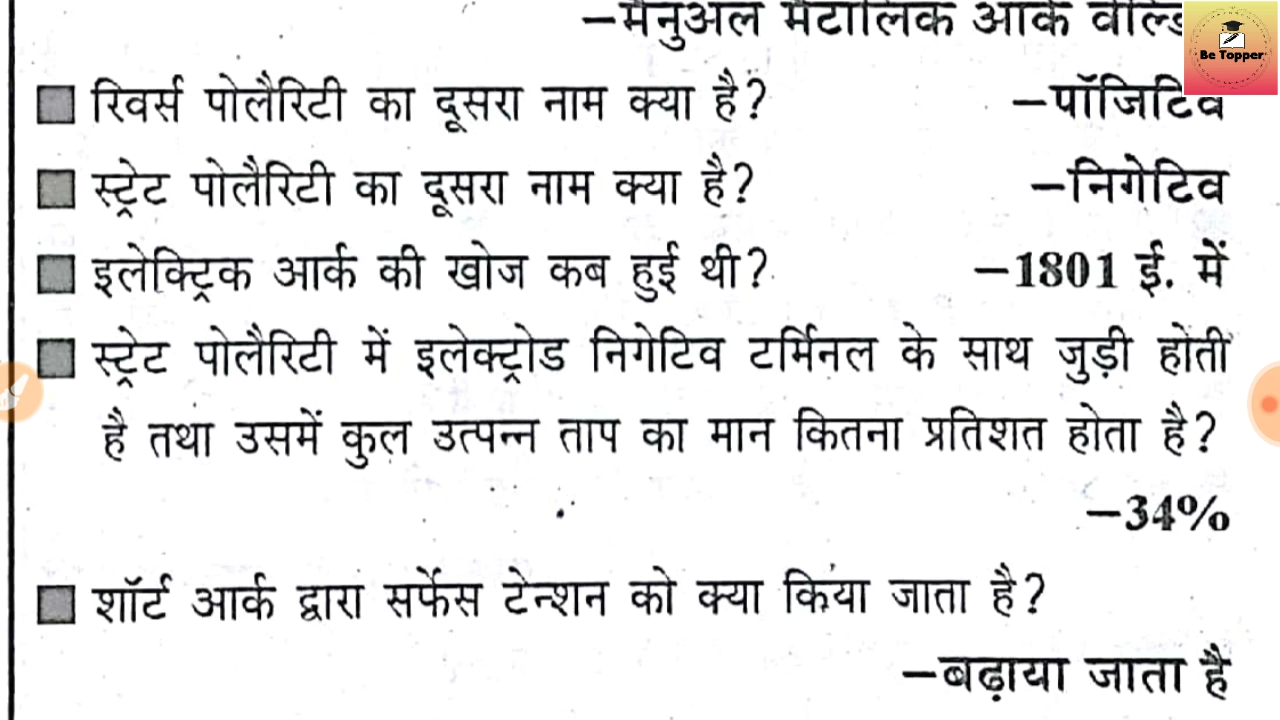 –मैनुअल मैटालिक आर्क वेल्डि
Be Topper
रिवर्स पोलैरिटी का दूसरा नाम क्या है? –पॉजिटिव
स्ट्रेट पोलैरिटी का दूसरा नाम क्या है? –निगेटिव
इलेक्ट्रिक आर्क की खोज कब हुई थी? –1801 ई. में
स्ट्रेट पोलैरिटी में इलेक्ट्रोड निगेटिव टर्मिनल के साथ जुड़ी होती
है तथा उसमें कुल उत्पन्न ताप का मान कितना प्रतिशत होता है?
–34%
शॉर्ट आर्क द्वारा सर्फेस टेन्शन को क्या किया जाता है?
–बढ़ाया जाता है